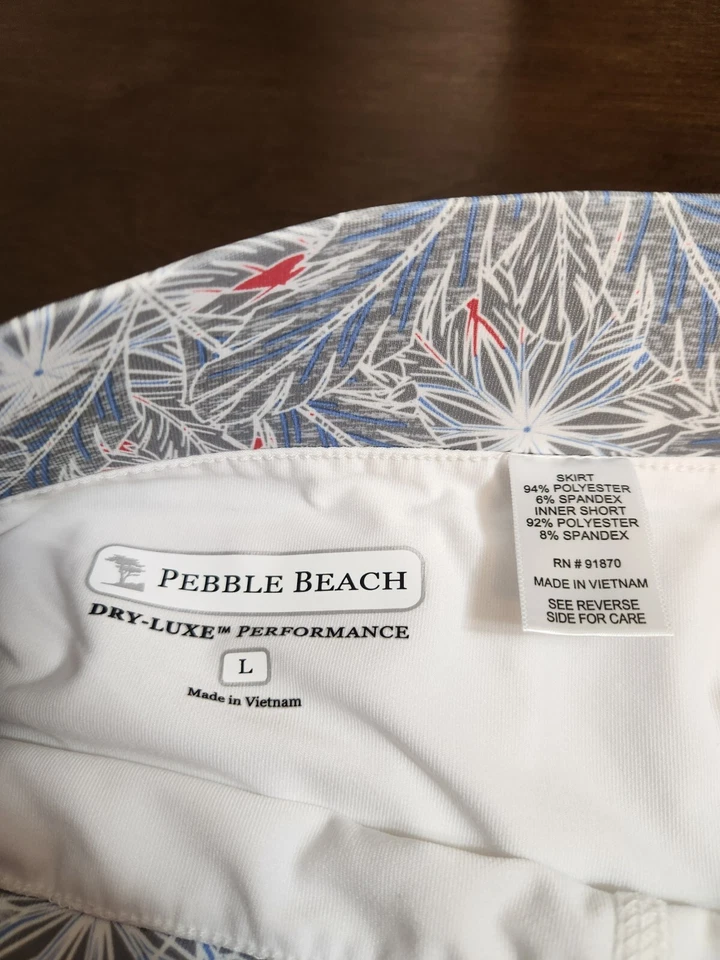 PEBBLE BEACH
DRY-LUXE™ PERFORMANCE
L
Made in Vietnam
SKIRT
94% POLYESTER
6% SPANDEX
INNER SHORT
92% POLYESTER
8% SPANDEX
RN # 91870
MADE IN VIETNAM
SEE REVERSE
SIDE FOR CARE